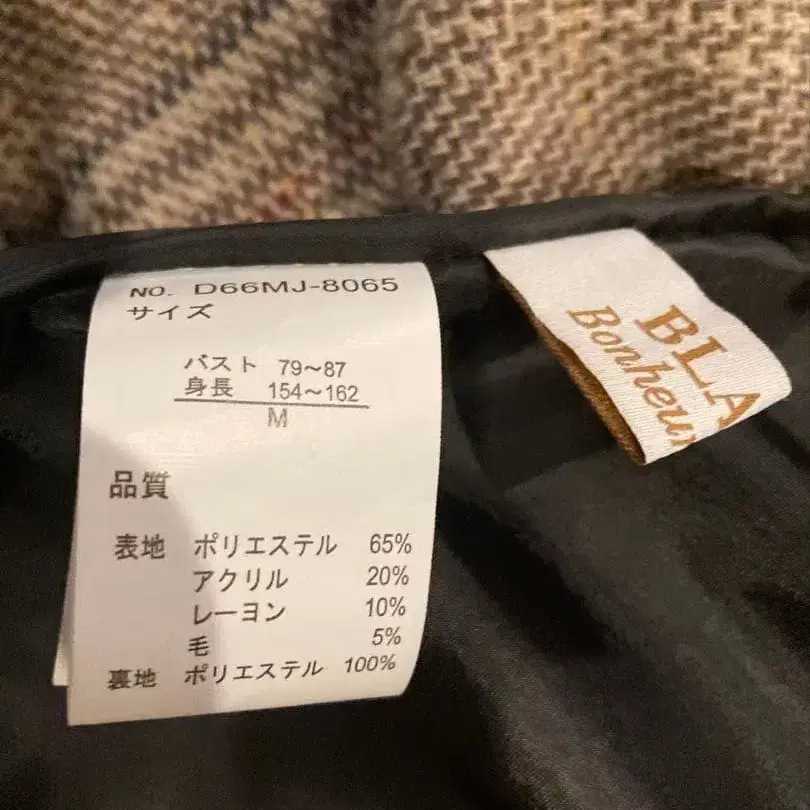 NO. D66MJ-8065
サイズ
バスト 79～87
身長 154～162
M
品質
表地 ポリエステル 65%
アクリル 20%
レーヨン 10%
毛 5%
裏地 ポリエステル 100%
BLA
Bonheur